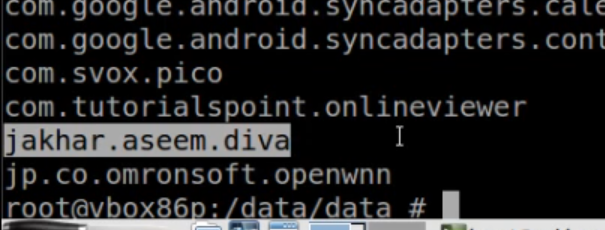 com.google.android.syncadapters.cale
com.google.android.syncadapters.cont
com.svox.pico
com.tutorialspoint.onlineviewer
jakhar.aseem.diva
jp.co.omronsoft.openwnn
root@vbox86p:/data/data #